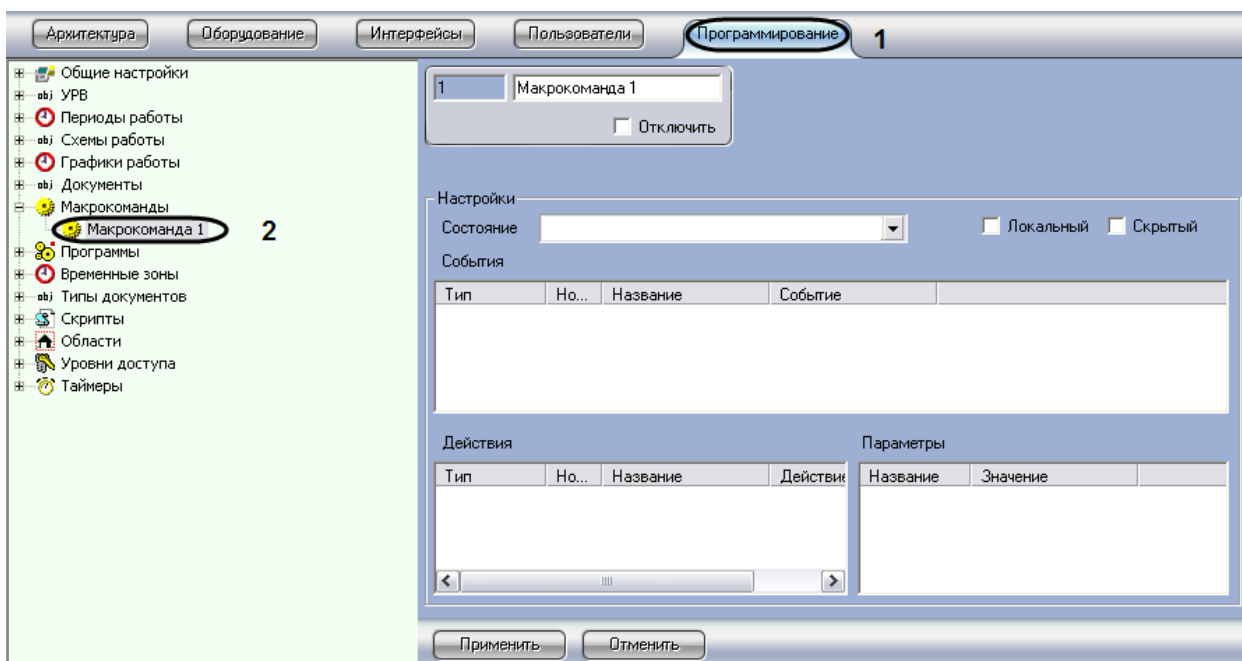 Архитектура Оборудование Интерфейсы Пользователи Программирование 1
Общие настройки
obj УРВ
Периоды работы
obj Схемы работы
Графики работы
obj Документы
Макрокоманды
Макрокоманда 1 2
Программы
Временные зоны
obj Типы документов
Скрипты
Области
Уровни доступа
Таймеры
1 Макрокоманда 1
Отключить
Настройки
Состояние Локальный Скрытый
События
Тип Но... Название Событие
Действия
Тип Но... Название Действие
Параметры
Название Значение
Применить Отменить